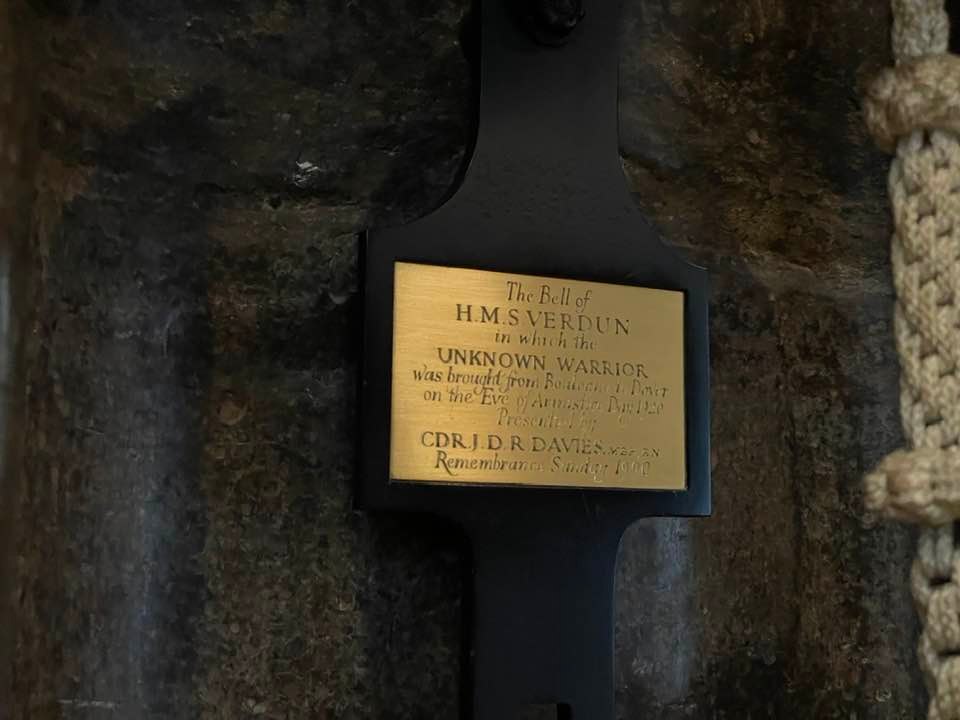 The Bell of
H.M.S VERDUN
in which the
UNKNOWN WARRIOR
was brought from Boulogne to Dover
on the Eve of Armistice Day 1920
Presented by
CDR. J. D. R. DAVIES. M.B.E. R.N
Remembrance Sunday 1990